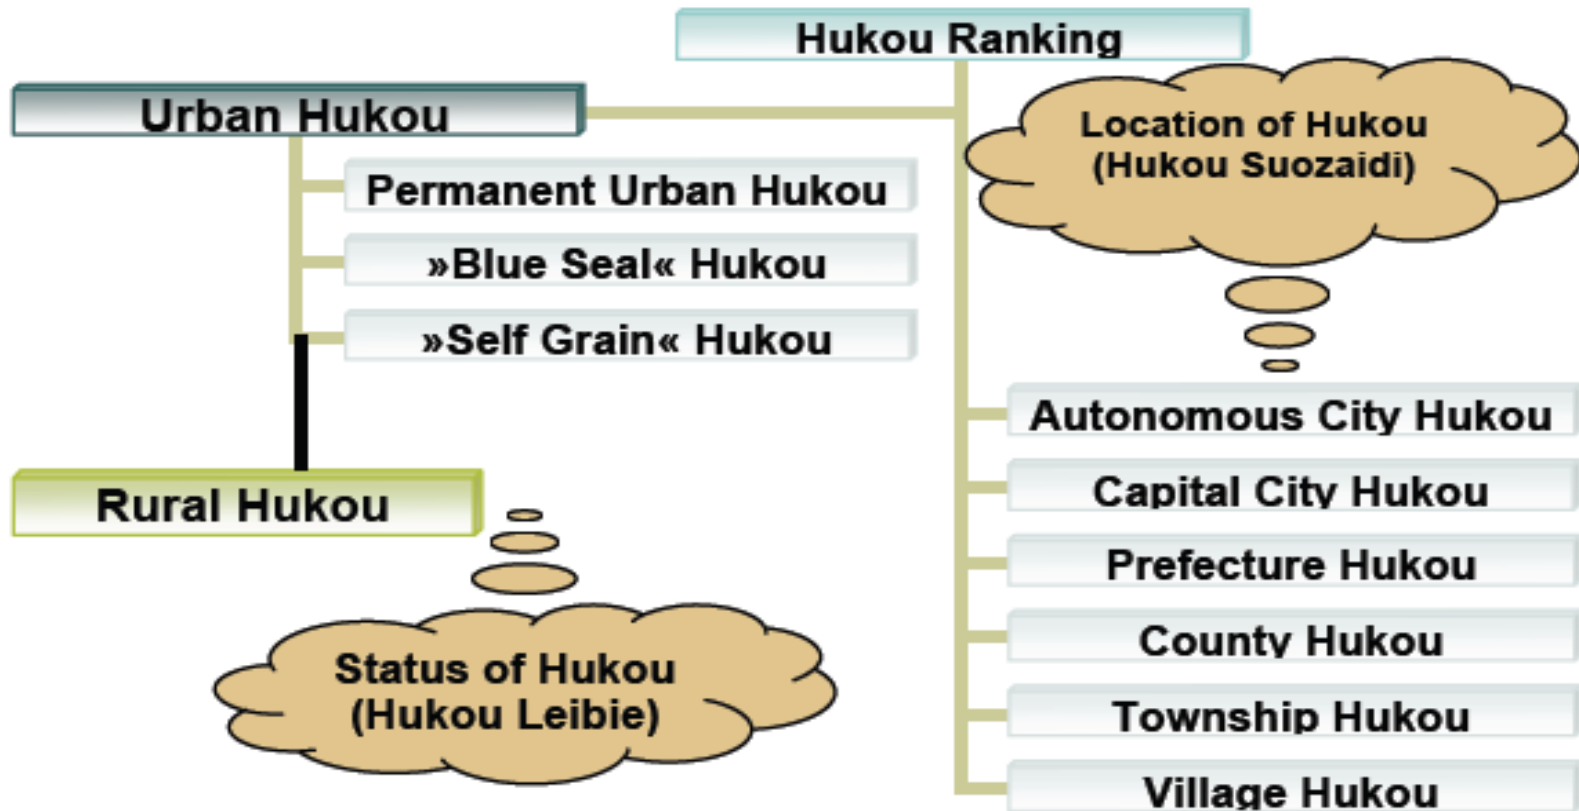 Hukou Ranking
Urban Hukou
Permanent Urban Hukou
»Blue Seal« Hukou
»Self Grain« Hukou
Rural Hukou
Status of Hukou
(Hukou Leibie)
Location of Hukou
(Hukou Suozaidi)
Autonomous City Hukou
Capital City Hukou
Prefecture Hukou
County Hukou
Township Hukou
Village Hukou